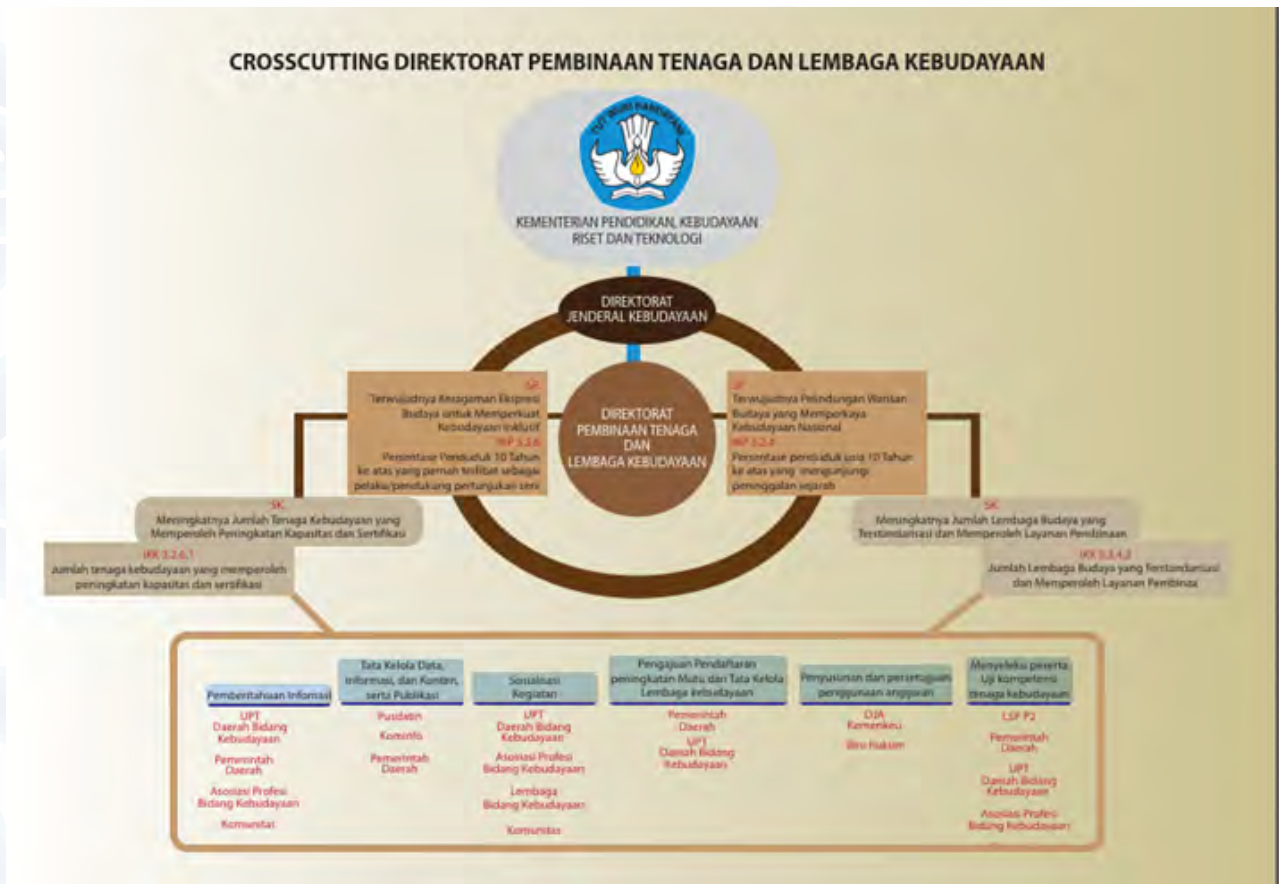 CROSSCUTTING DIREKTORAT PEMBINAAN TENAGA DAN LEMBAGA KEBUDAYAAN
TUT WURI HANDAYANI
KEMENTERIAN PENDIDIKAN, KEBUDAYAAN
RISET DAN TEKNOLOGI
DIREKTORAT
JENDERAL KEBUDAYAAN
DIREKTORAT
PEMBINAAN TENAGA
DAN
LEMBAGA KEBUDAYAAN
SP
Terwujudnya Keragaman Ekspresi
Budaya untuk Memperkuat
Kebudayaan Inklusif
IKP 3.2.6
Persentase Penduduk 10 Tahun
ke atas yang pernah terlibat sebagai
pelaku/pendukung pertunjukan seni
SP
Terwujudnya Pelindungan Warisan
Budaya yang Memperkaya
Kebudayaan Nasional
IKP 3.2.4
Persentase penduduk usia 10 Tahun
ke atas yang mengunjungi
peninggalan sejarah
SK
Meningkatnya Jumlah Tenaga Kebudayaan yang
Memperoleh Peningkatan Kapasitas dan Sertifikasi
IKK 3.2.6.1
Jumlah tenaga kebudayaan yang memperoleh
peningkatan kapasitas dan sertifikasi
SK
Meningkatnya Jumlah Lembaga Budaya yang
Terstandarisasi dan Memperoleh Layanan Pembinaan
IKK
Jumlah Lembaga Budaya yang Terstandarisasi
dan Memperoleh Layanan
Pemberitahuan Infomasi
UPT
Daerah Bidang
Kebudayaan
Pemerintah
Daerah
Asosiasi Profesi
Bidang Kebudayaan
Komunitas
Tata Kelola Data,
Informasi, dan Konten,
serta Publikasi
Pusdatin
Kominfo
Pemerintah
Daerah
Sosialisasi
Kegiatan
UPT
Daerah Bidang
Kebudayaan
Asosiasi Profesi
Bidang Kebudayaan
Lembaga
Bidang Kebudayaan
Komunitas
Pengajuan Pendaftaran
peningkatan Mutu dan Tata Kelola
Lembaga kebudayaan
Pemerintah
Daerah
UPT
Daerah Bidang
Kebudayaan
Penyusunan dan persetujuan
penggunaan anggaran
DJA
Kemenkeu
Biro Hukum
Menyeleksi peserta
Uji kompetensi
tenaga kebudayaan
LSP P2
Pemerintah
Daerah
UPT
Daerah Bidang
Kebudayaan
Asosiasi Profesi
Bidang Kebudayaan